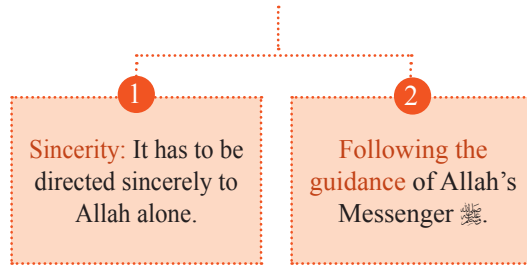 1
Sincerity: It has to be
directed sincerely to
Allah alone.
2
Following the
guidance of Allah’s
Messenger ﷺ.